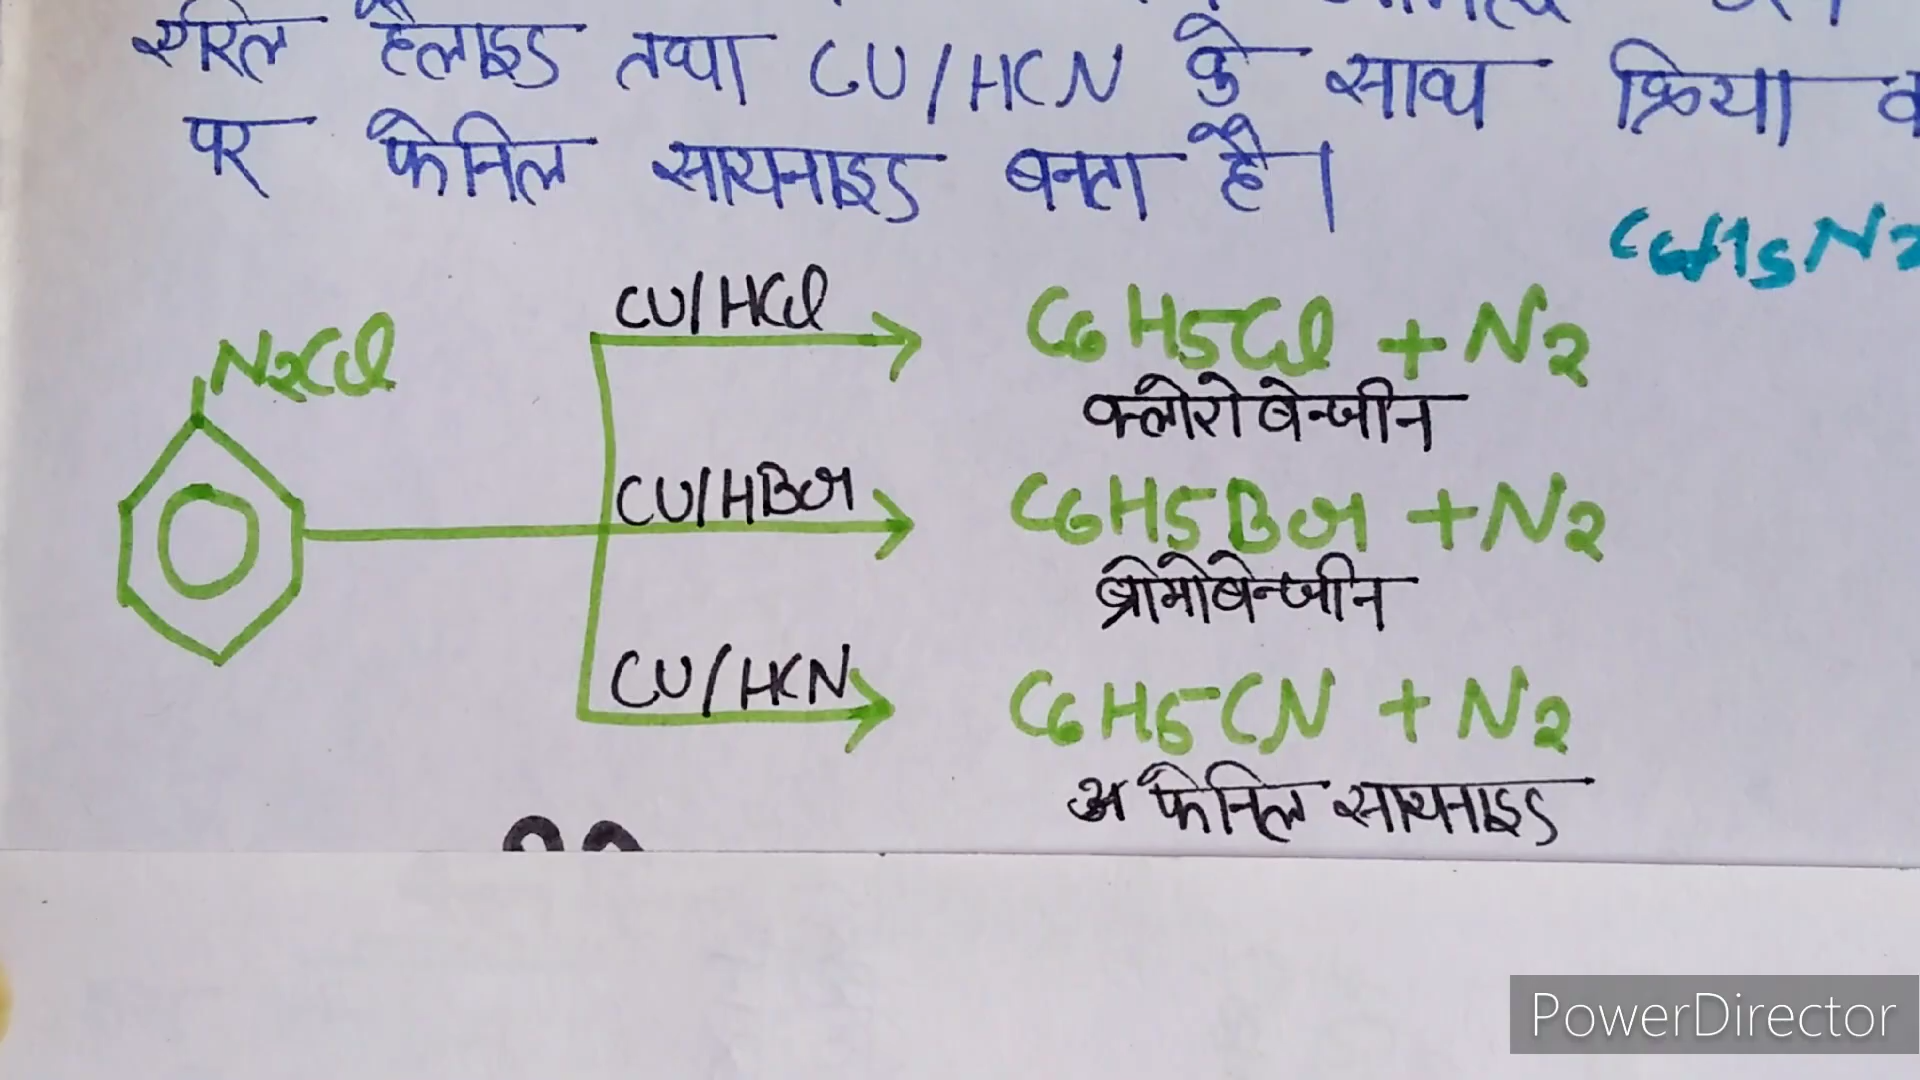 एरिल हैलाइड तथा CU/HCN के साथ क्रिया
पर फेनिल सायनाइड बनता है।
C6H5N2
N2Cl
CU/HCl
C6H5Cl + N2
क्लोरोबेन्जीन
CU/HBr
C6H5Br + N2
ब्रोमोबेन्जीन
CU/HCN
C6H5CN + N2
फेनिल सायनाइड
PowerDirector